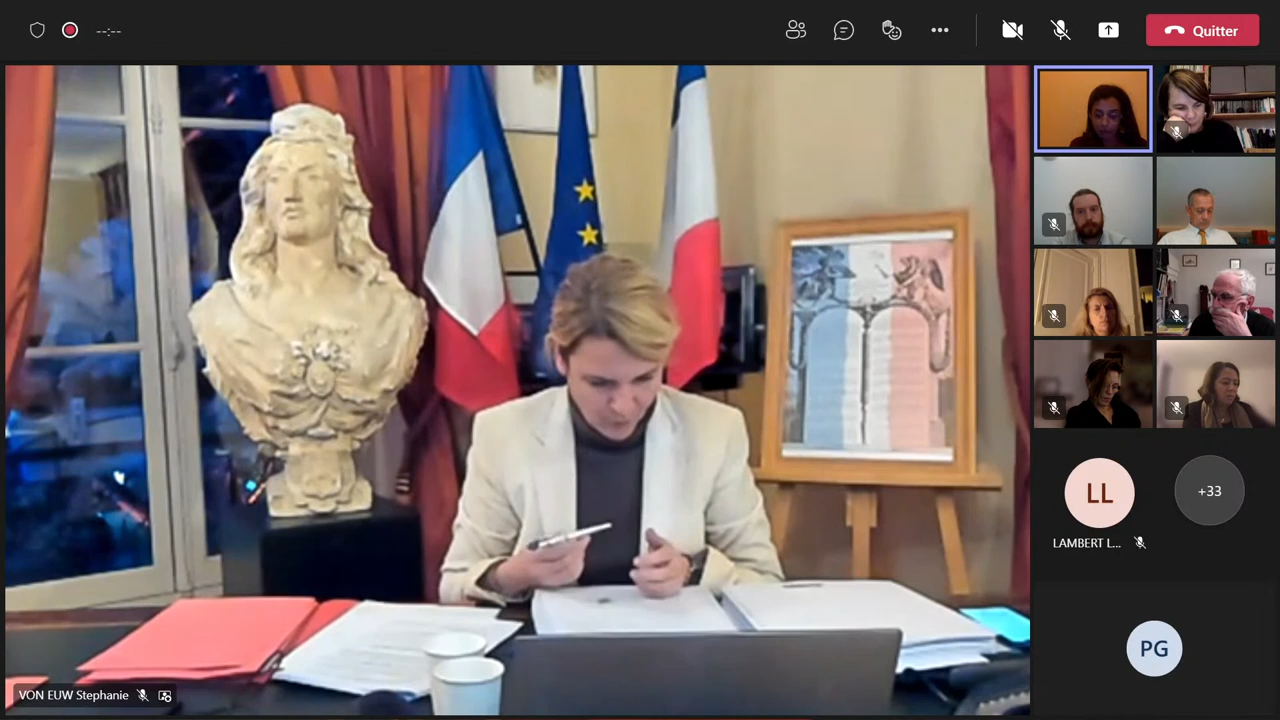 --:--
Quitter
LL
+33
LAMBERT L...
PG
VON EUW Stephanie